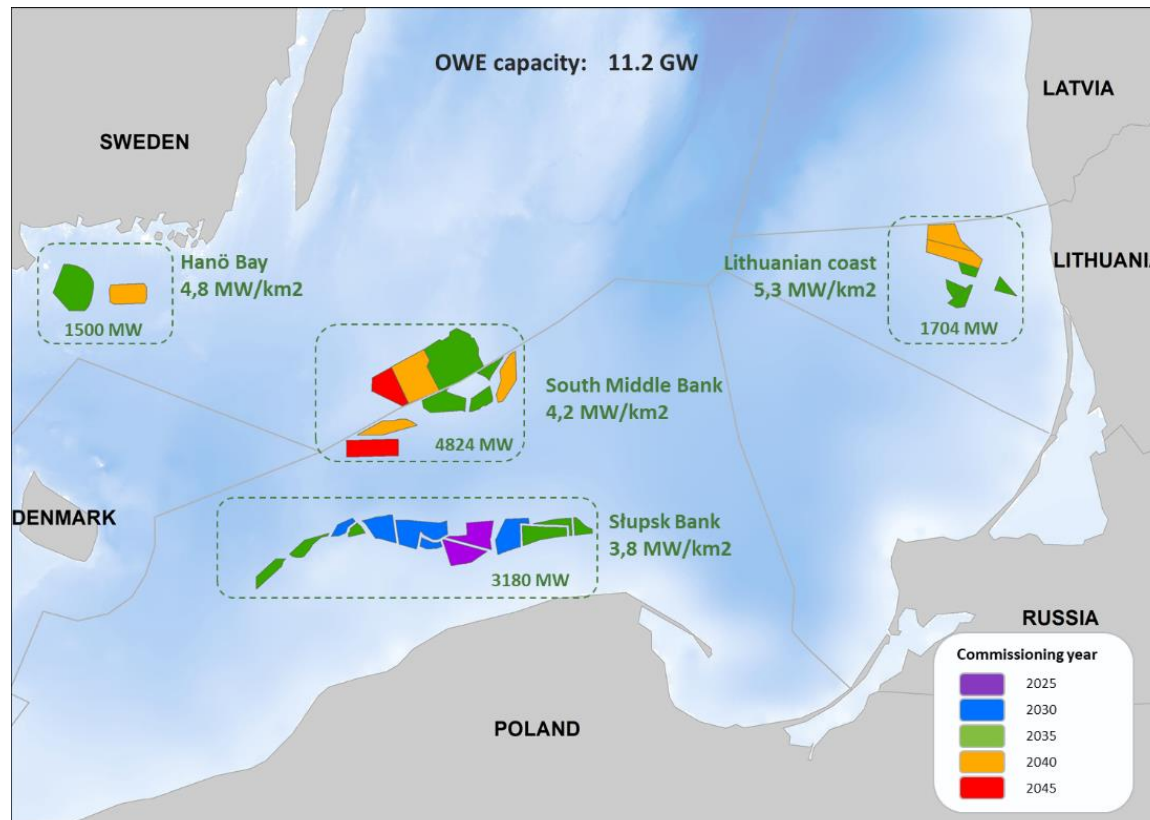 OWE capacity: 11.2 GW
LATVIA
SWEDEN
Hanö Bay
4,8 MW/km2
1500 MW
Lithuanian coast
5,3 MW/km2
1704 MW
LITHUANIA
South Middle Bank
4,2 MW/km2
4824 MW
DENMARK
Słupsk Bank
3,8 MW/km2
3180 MW
RUSSIA
POLAND
Commissioning year
2025
2030
2035
2040
2045